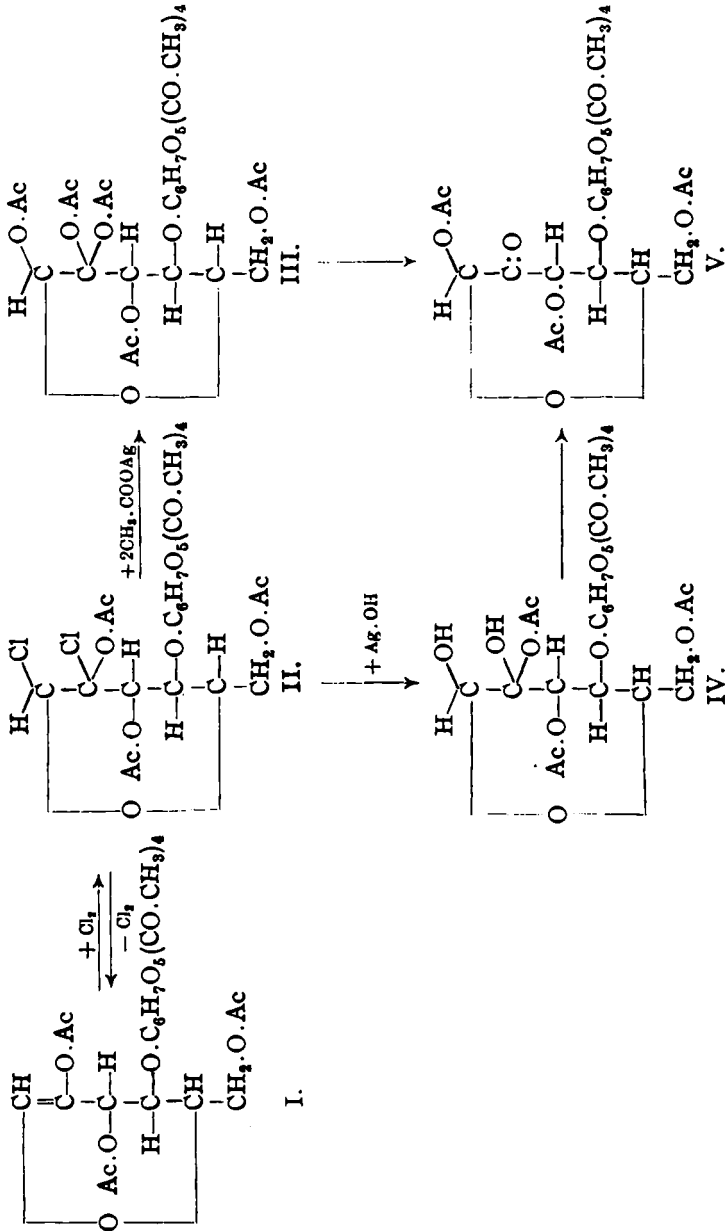 CH
=C–O.Ac
O Ac.O–C–H
H–C–O.C₆H₇O₅(CO.CH₃)₄
–CH
CH₂.O.Ac
I.
+ Cl₂
– Cl₂
H Cl
C Cl
C O.Ac
O Ac.O–C–H
H–C–O.C₆H₇O₅(CO.CH₃)₄
–C–H
CH₂.O.Ac
II.
+2CH₃.COOAg
H O.Ac
C O.Ac
C O.Ac
O Ac.O–C–H
H–C–O.C₆H₇O₅(CO.CH₃)₄
–C–H
CH₂.O.Ac
III.
+ Ag.OH
H OH
C OH
C O.Ac
O Ac.O–C–H
H–C–O.C₆H₇O₅(CO.CH₃)₄
–CH
CH₂.O.Ac
IV.
H O.Ac
C
C:O
O Ac.O–C–H
H–C–O.C₆H₇O₅(CO.CH₃)₄
–CH
CH₂.O.Ac
V.